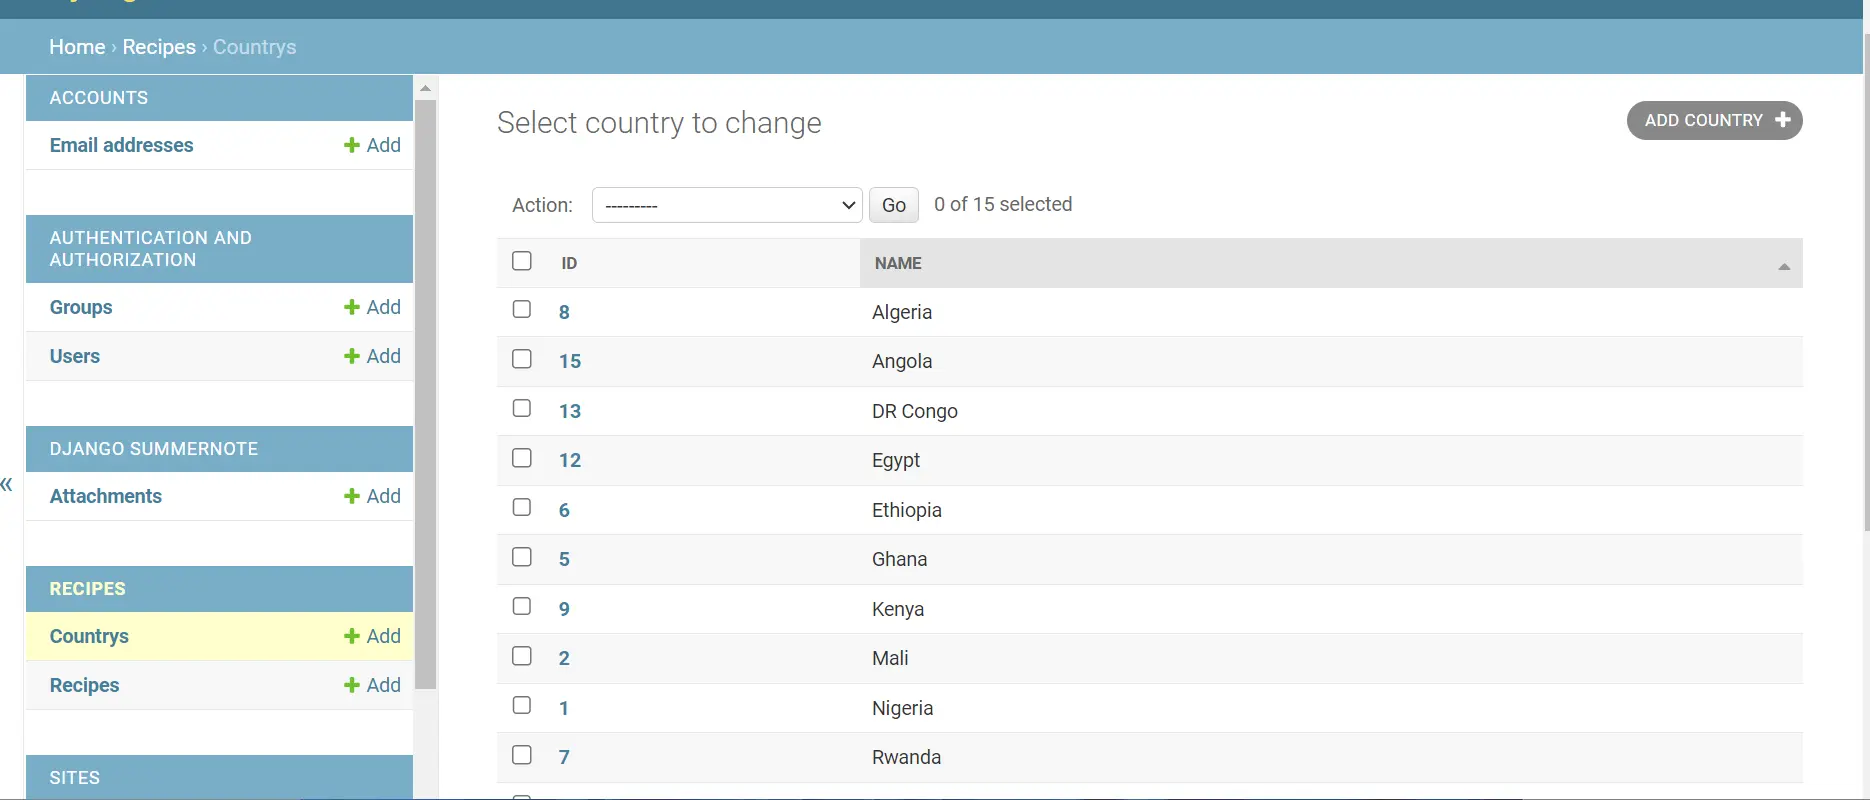 Home › Recipes › Countrys
ACCOUNTS
Email addresses
Add
AUTHENTICATION AND
AUTHORIZATION
Groups
Add
Users
Add
DJANGO SUMMERNOTE
Attachments
Add
«
RECIPES
Countrys
Add
Recipes
Add
SITES
Select country to change
ADD COUNTRY
Action: --------- Go 0 of 15 selected
ID NAME
8 Algeria
15 Angola
13 DR Congo
12 Egypt
6 Ethiopia
5 Ghana
9 Kenya
2 Mali
1 Nigeria
7 Rwanda